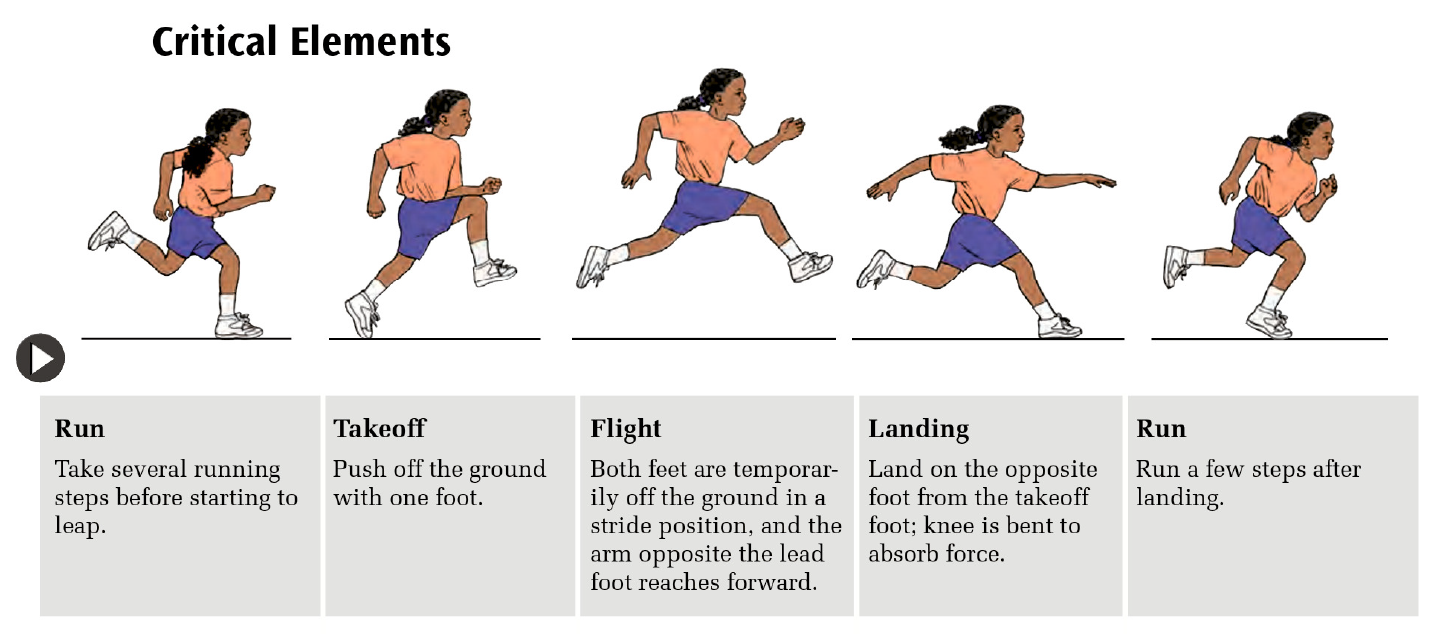 Critical Elements
Run
Take several running
steps before starting to
leap.
Takeoff
Push off the ground
with one foot.
Flight
Both feet are temporar-
ily off the ground in a
stride position, and the
arm opposite the lead
foot reaches forward.
Landing
Land on the opposite
foot from the takeoff
foot; knee is bent to
absorb force.
Run
Run a few steps after
landing.